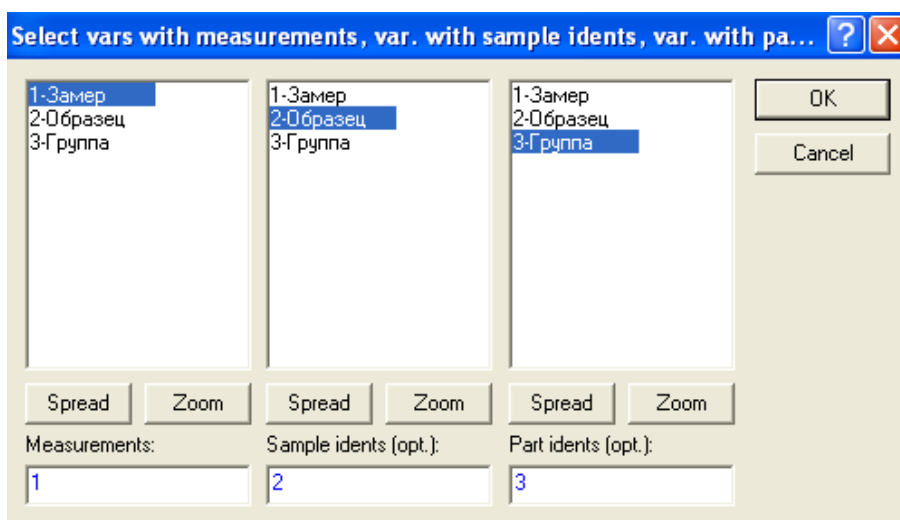 Select vars with measurements, var. with sample idents, var. with pa...
1-Замер
2-Образец
3-Группа
1-Замер
2-Образец
3-Группа
1-Замер
2-Образец
3-Группа
OK
Cancel
Spread Zoom Spread Zoom Spread Zoom
Measurements: Sample idents (opt.): Part idents (opt.):
1 2 3